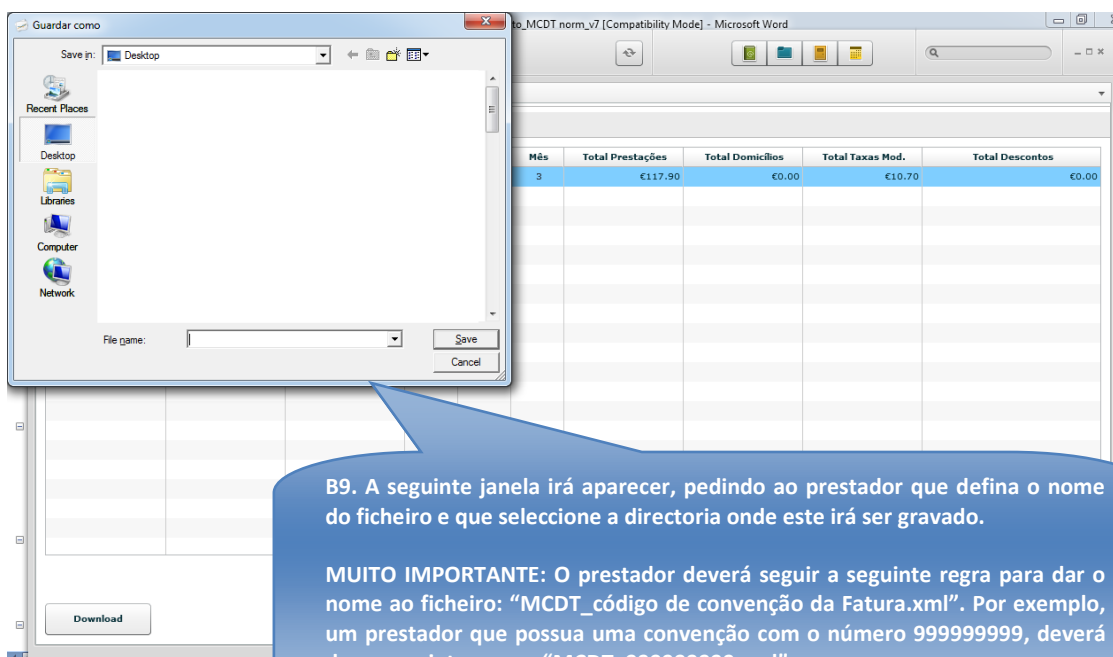 Guardar como
to_MCDT norm_v7 [Compatibility Mode] - Microsoft Word
Save in:
Desktop
Recent Places
Desktop
Libraries
Computer
Network
File name:
Save
Cancel
Mês Total Prestações Total Domicílios Total Taxas Mod. Total Descontos
3 €117.90 €0.00 €10.70 €0.00
B9. A seguinte janela irá aparecer, pedindo ao prestador que defina o nome
do ficheiro e que seleccione a directoria onde este irá ser gravado.
MUITO IMPORTANTE: O prestador deverá seguir a seguinte regra para dar o
nome ao ficheiro: “MCDT_código de convenção da Fatura.xml”. Por exemplo,
um prestador que possua uma convenção com o número 999999999, deverá
Download